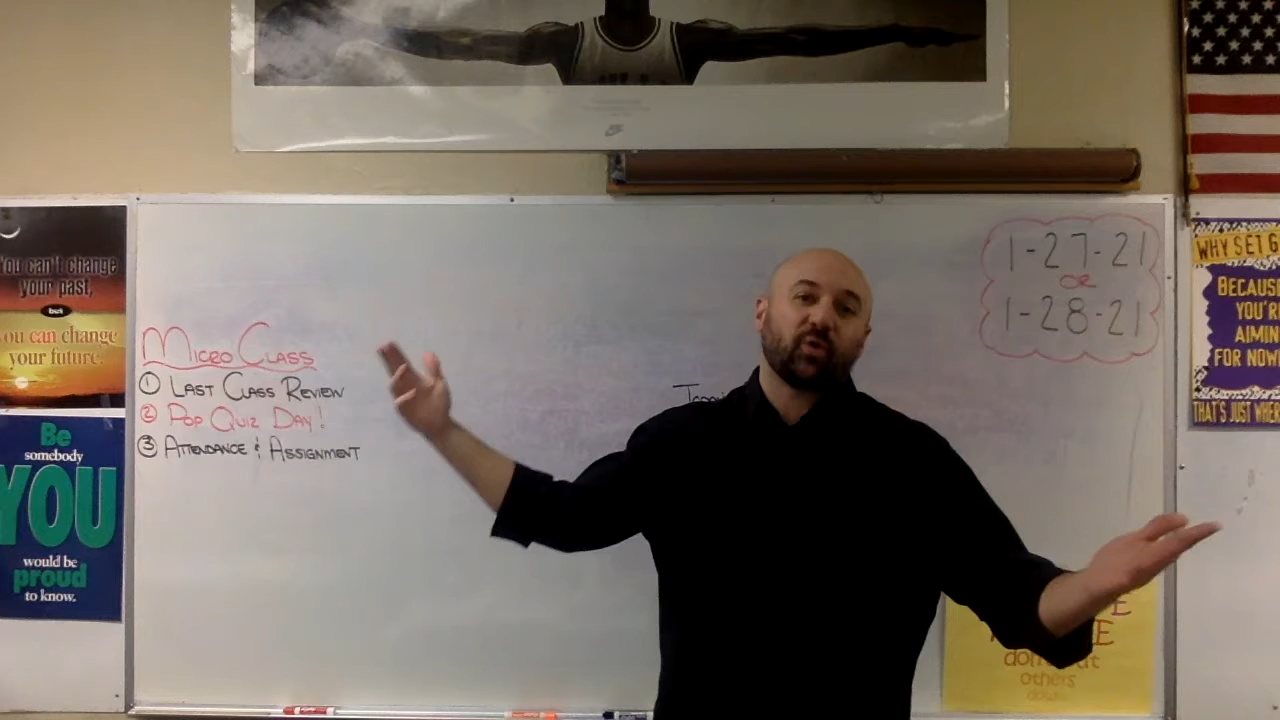 You can't change
your past,
but
you can change
your future.
Be
somebody
YOU
would be
proud
to know.
MICRO CLASS
① LAST CLASS REVIEW
② POP QUIZ DAY!
③ ATTENDANCE & ASSIGNMENT
1-27-21
OR
1-28-21
WHY SET
BECAUSE
YOU'RE
AIMIN
FOR NOW
THAT'S JUST WHE
others